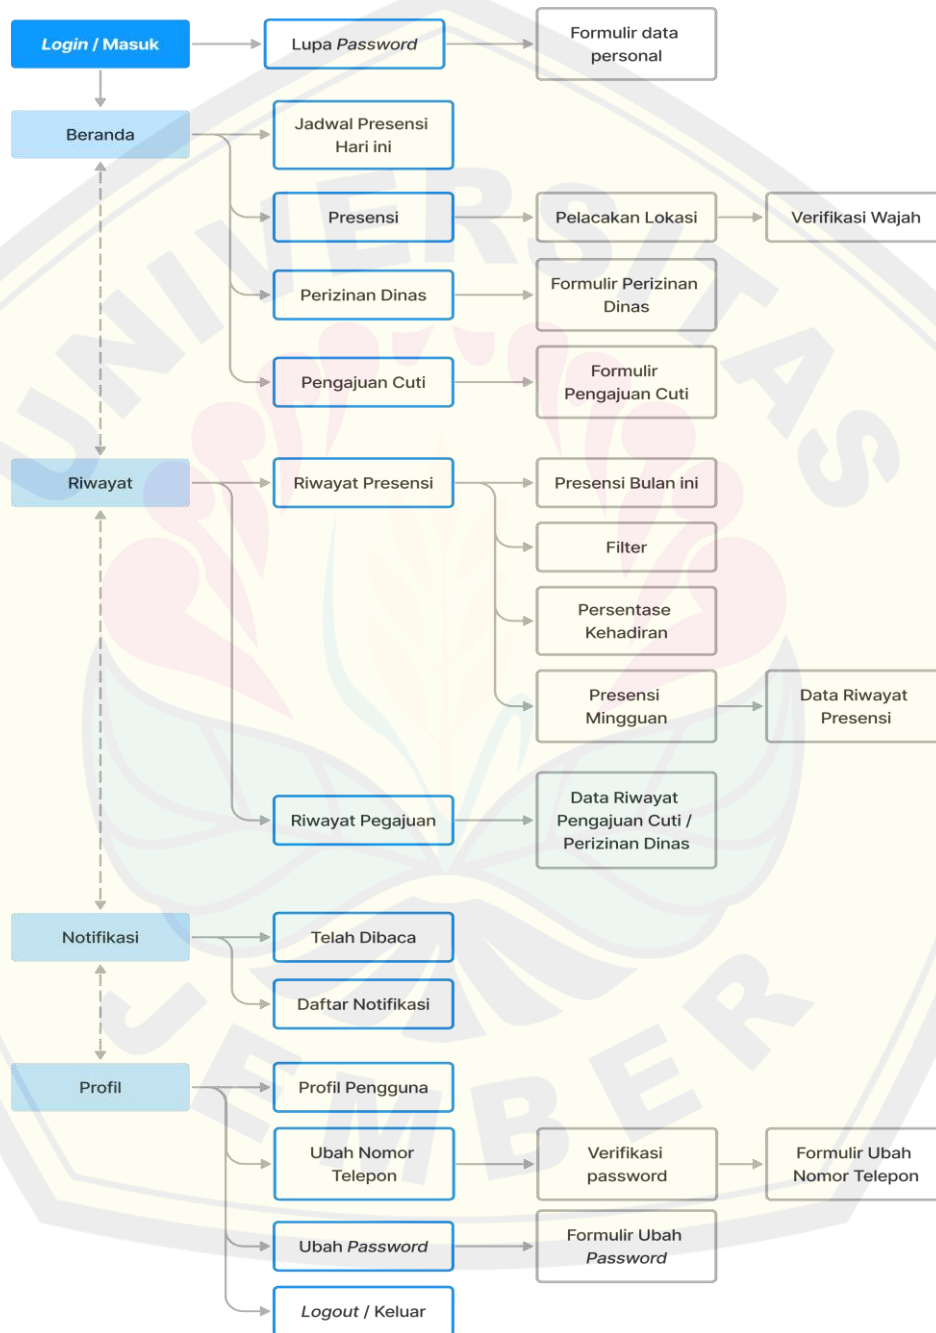 Login / Masuk
Lupa Password
Formulir data
personal
Beranda
Jadwal Presensi
Hari ini
Presensi
Pelacakan Lokasi
Verifikasi Wajah
Perizinan Dinas
Formulir Perizinan
Dinas
Pengajuan Cuti
Formulir
Pengajuan Cuti
Riwayat
Riwayat Presensi
Presensi Bulan ini
Filter
Persentase
Kehadiran
Presensi
Mingguan
Data Riwayat
Presensi
Riwayat Pegajuan
Data Riwayat
Pengajuan Cuti /
Perizinan Dinas
Notifikasi
Telah Dibaca
Daftar Notifikasi
Profil
Profil Pengguna
Ubah Nomor
Telepon
Verifikasi
password
Formulir Ubah
Nomor Telepon
Ubah Password
Formulir Ubah
Password
Logout / Keluar
UNIVERSITAS
JEMBER